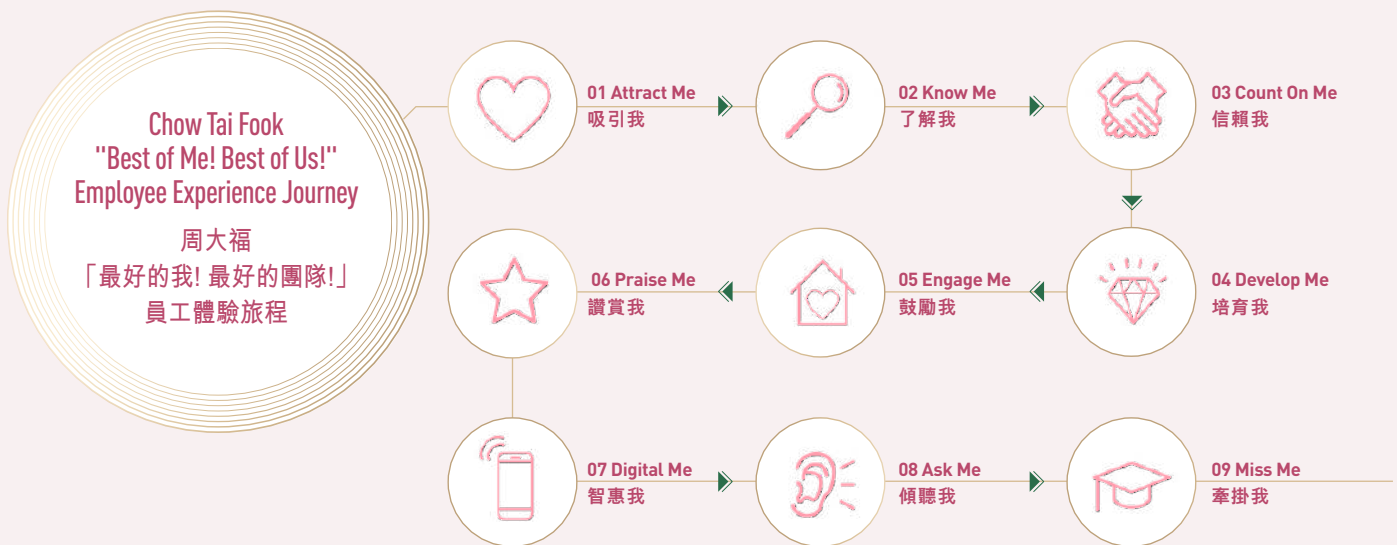 Chow Tai Fook
"Best of Me! Best of Us!"
Employee Experience Journey
周大福
「最好的我! 最好的團隊!」
員工體驗旅程
01 Attract Me
吸引我
02 Know Me
了解我
03 Count On Me
信賴我
04 Develop Me
培育我
05 Engage Me
鼓勵我
06 Praise Me
讚賞我
07 Digital Me
智惠我
08 Ask Me
傾聽我
09 Miss Me
牽掛我